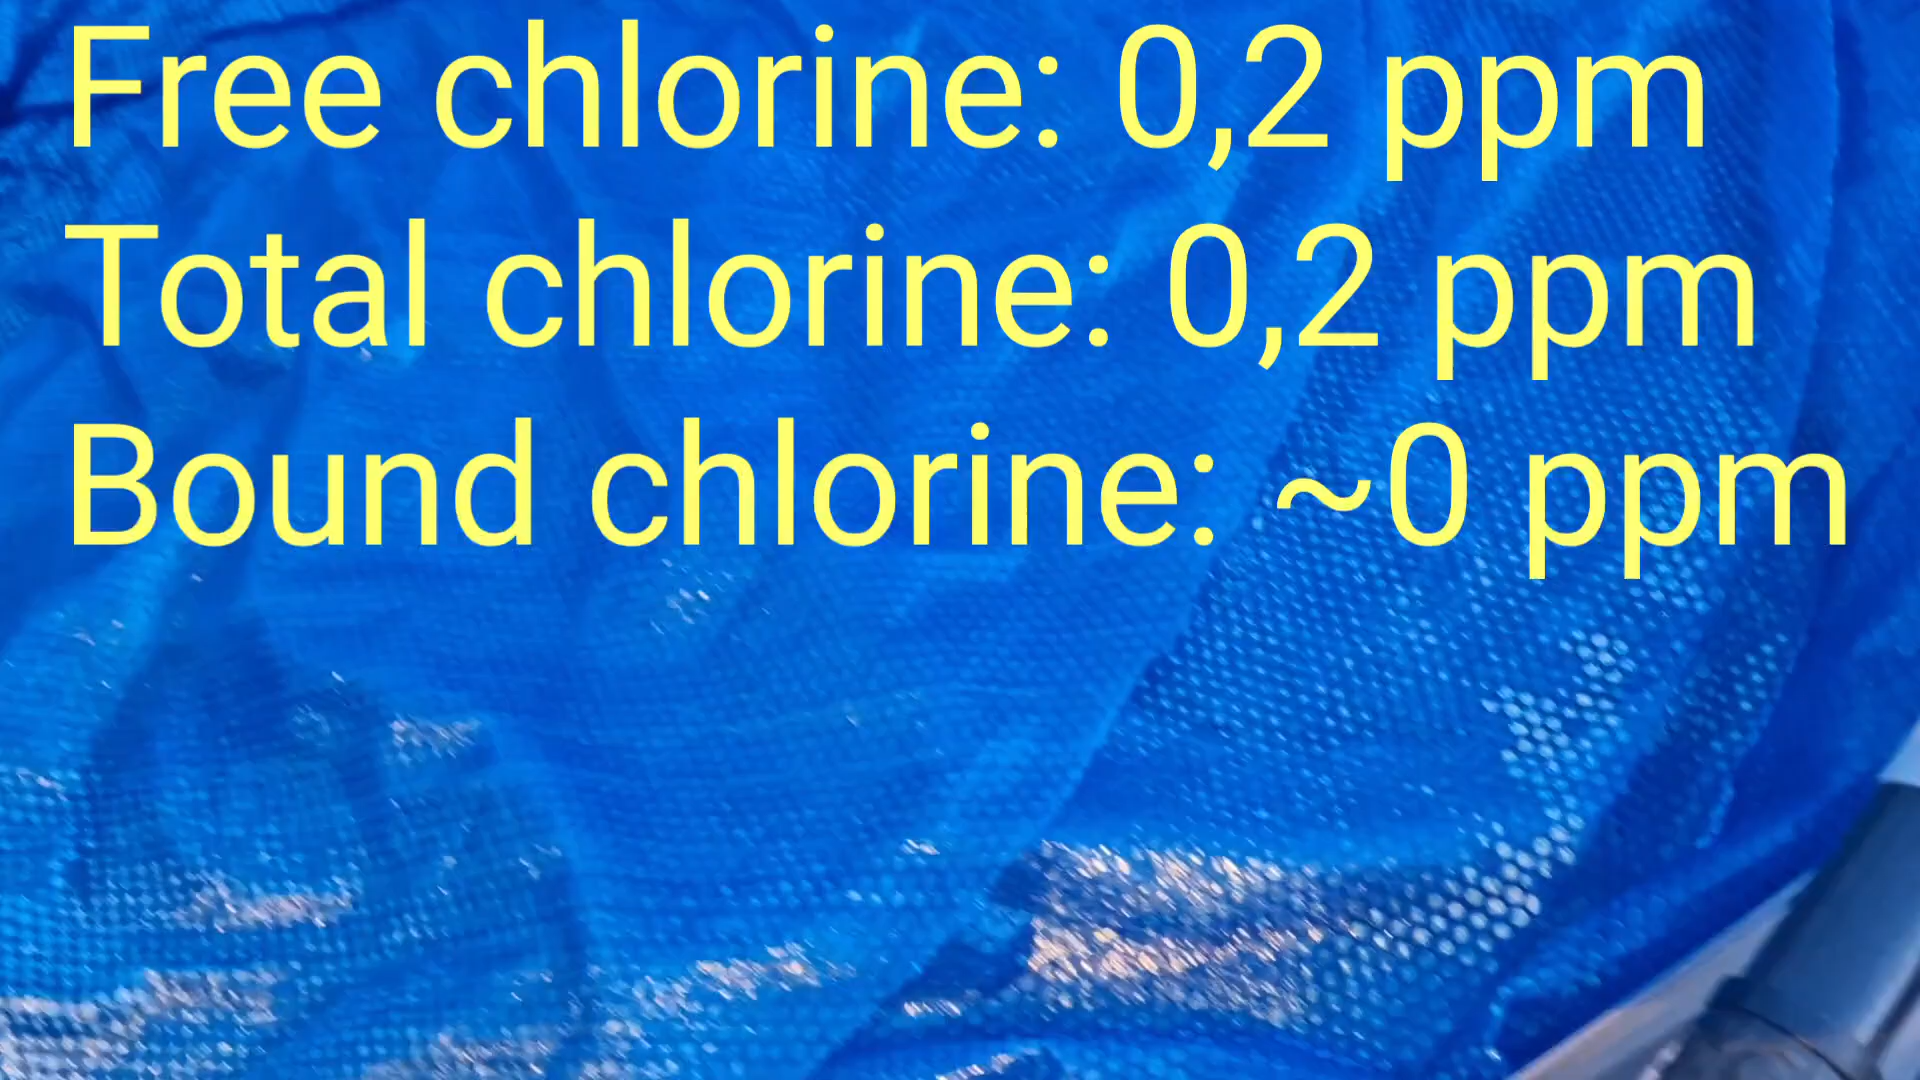 Free chlorine: 0,2 ppm
Total chlorine: 0,2 ppm
Bound chlorine: ~0 ppm